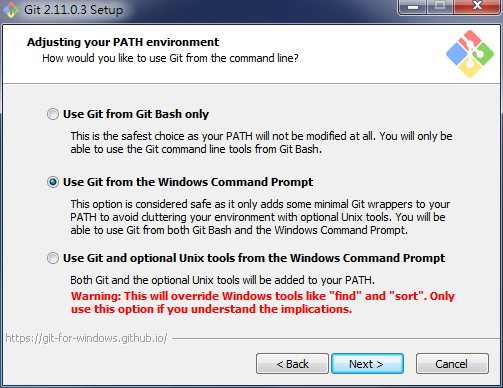 Git 2.11.0.3 Setup
Adjusting your PATH environment
How would you like to use Git from the command line?
Use Git from Git Bash only
This is the safest choice as your PATH will not be modified at all. You will only be
able to use the Git command line tools from Git Bash.
Use Git from the Windows Command Prompt
This option is considered safe as it only adds some minimal Git wrappers to your
PATH to avoid cluttering your environment with optional Unix tools. You will be
able to use Git from both Git Bash and the Windows Command Prompt.
Use Git and optional Unix tools from the Windows Command Prompt
Both Git and the optional Unix tools will be added to your PATH.
Warning: This will override Windows tools like "find" and "sort". Only
use this option if you understand the implications.
https://git-for-windows.github.io/
< Back Next > Cancel